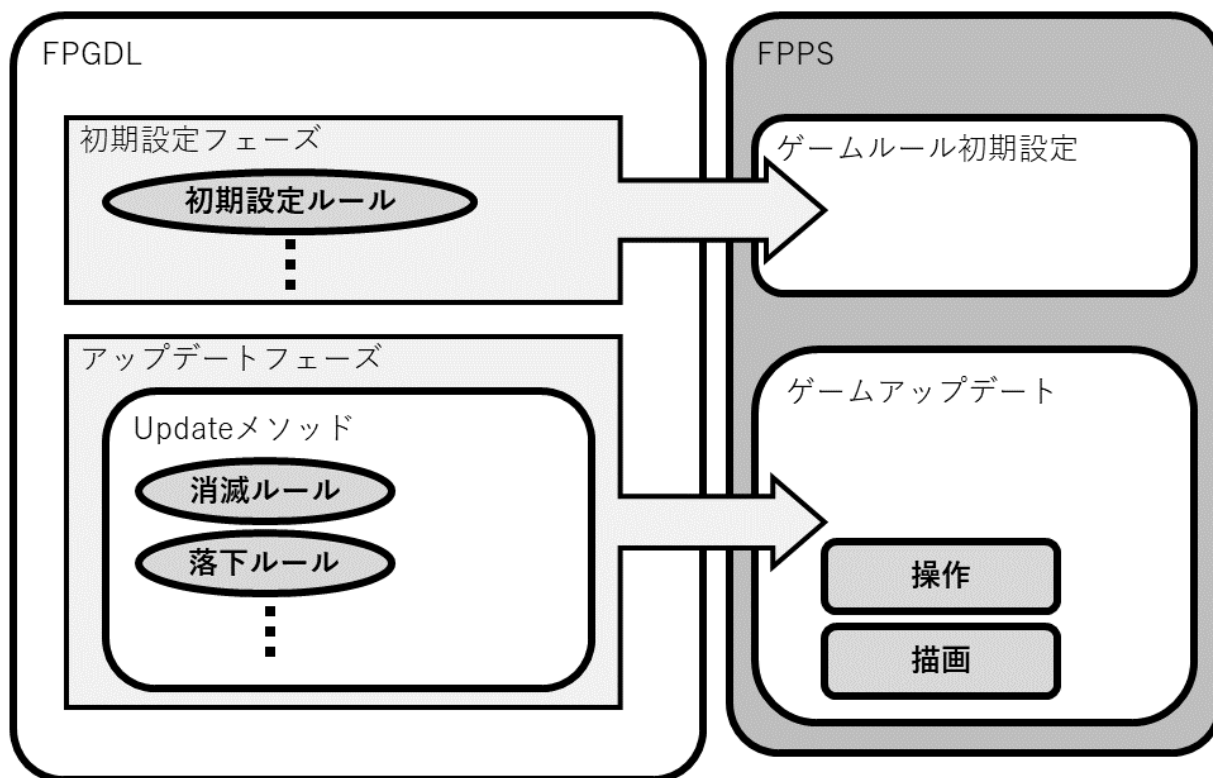 FPGDL
初期設定フェーズ
初期設定ルール
アップデートフェーズ
Updateメソッド
消滅ルール
落下ルール
FPPS
ゲームルール初期設定
ゲームアップデート
操作
描画